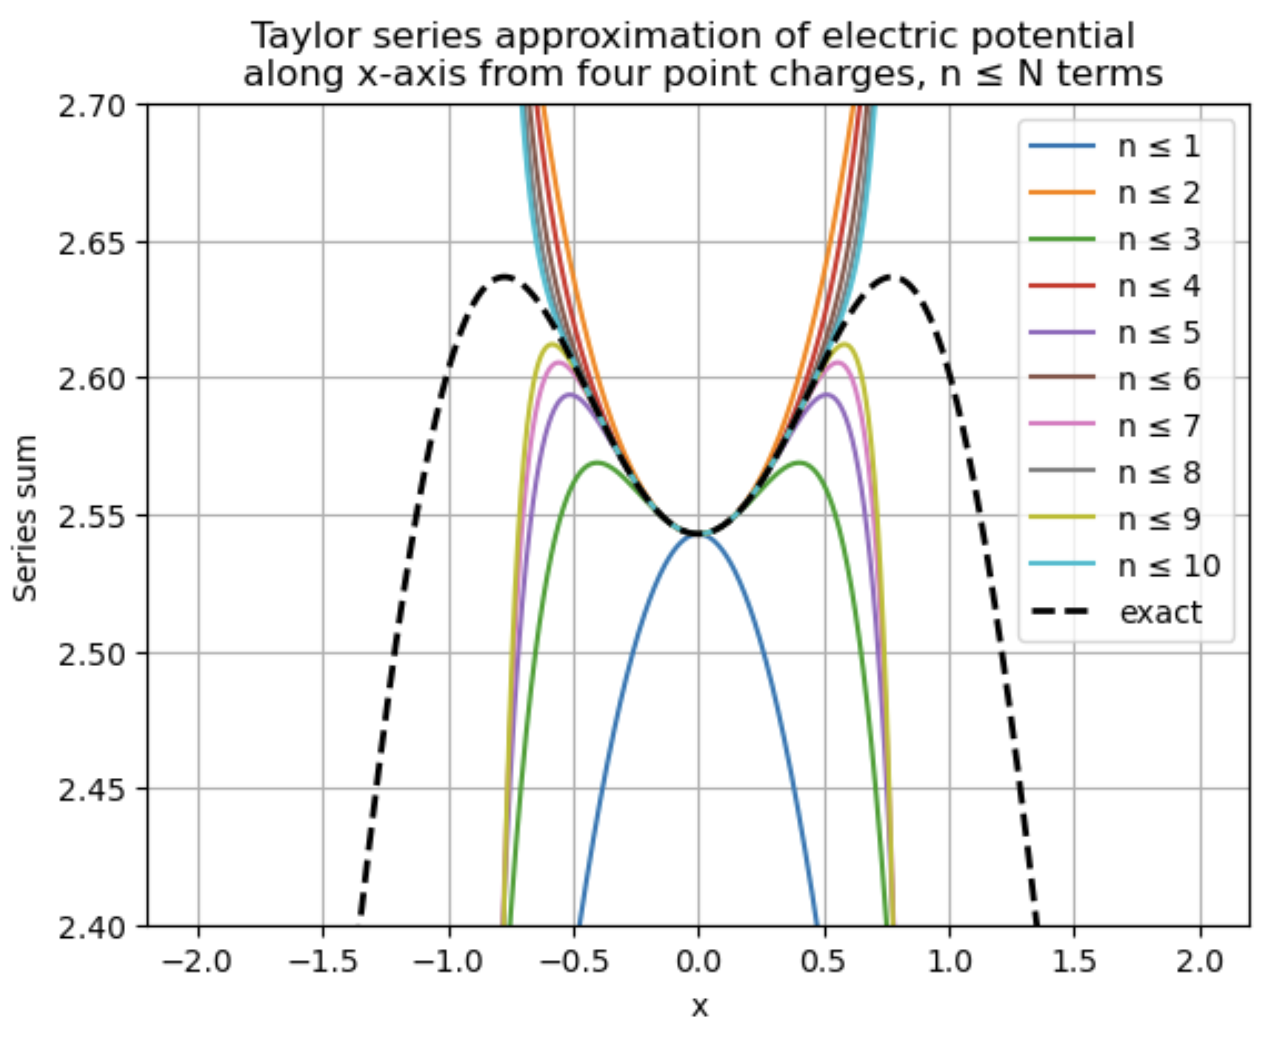 Taylor series approximation of electric potential
along x-axis from four point charges, n ≤ N terms
2.70
2.65
2.60
2.55
2.50
2.45
2.40
Series sum
−2.0
−1.5
−1.0
−0.5
0.0
0.5
1.0
1.5
2.0
x
n ≤ 1
n ≤ 2
n ≤ 3
n ≤ 4
n ≤ 5
n ≤ 6
n ≤ 7
n ≤ 8
n ≤ 9
n ≤ 10
exact